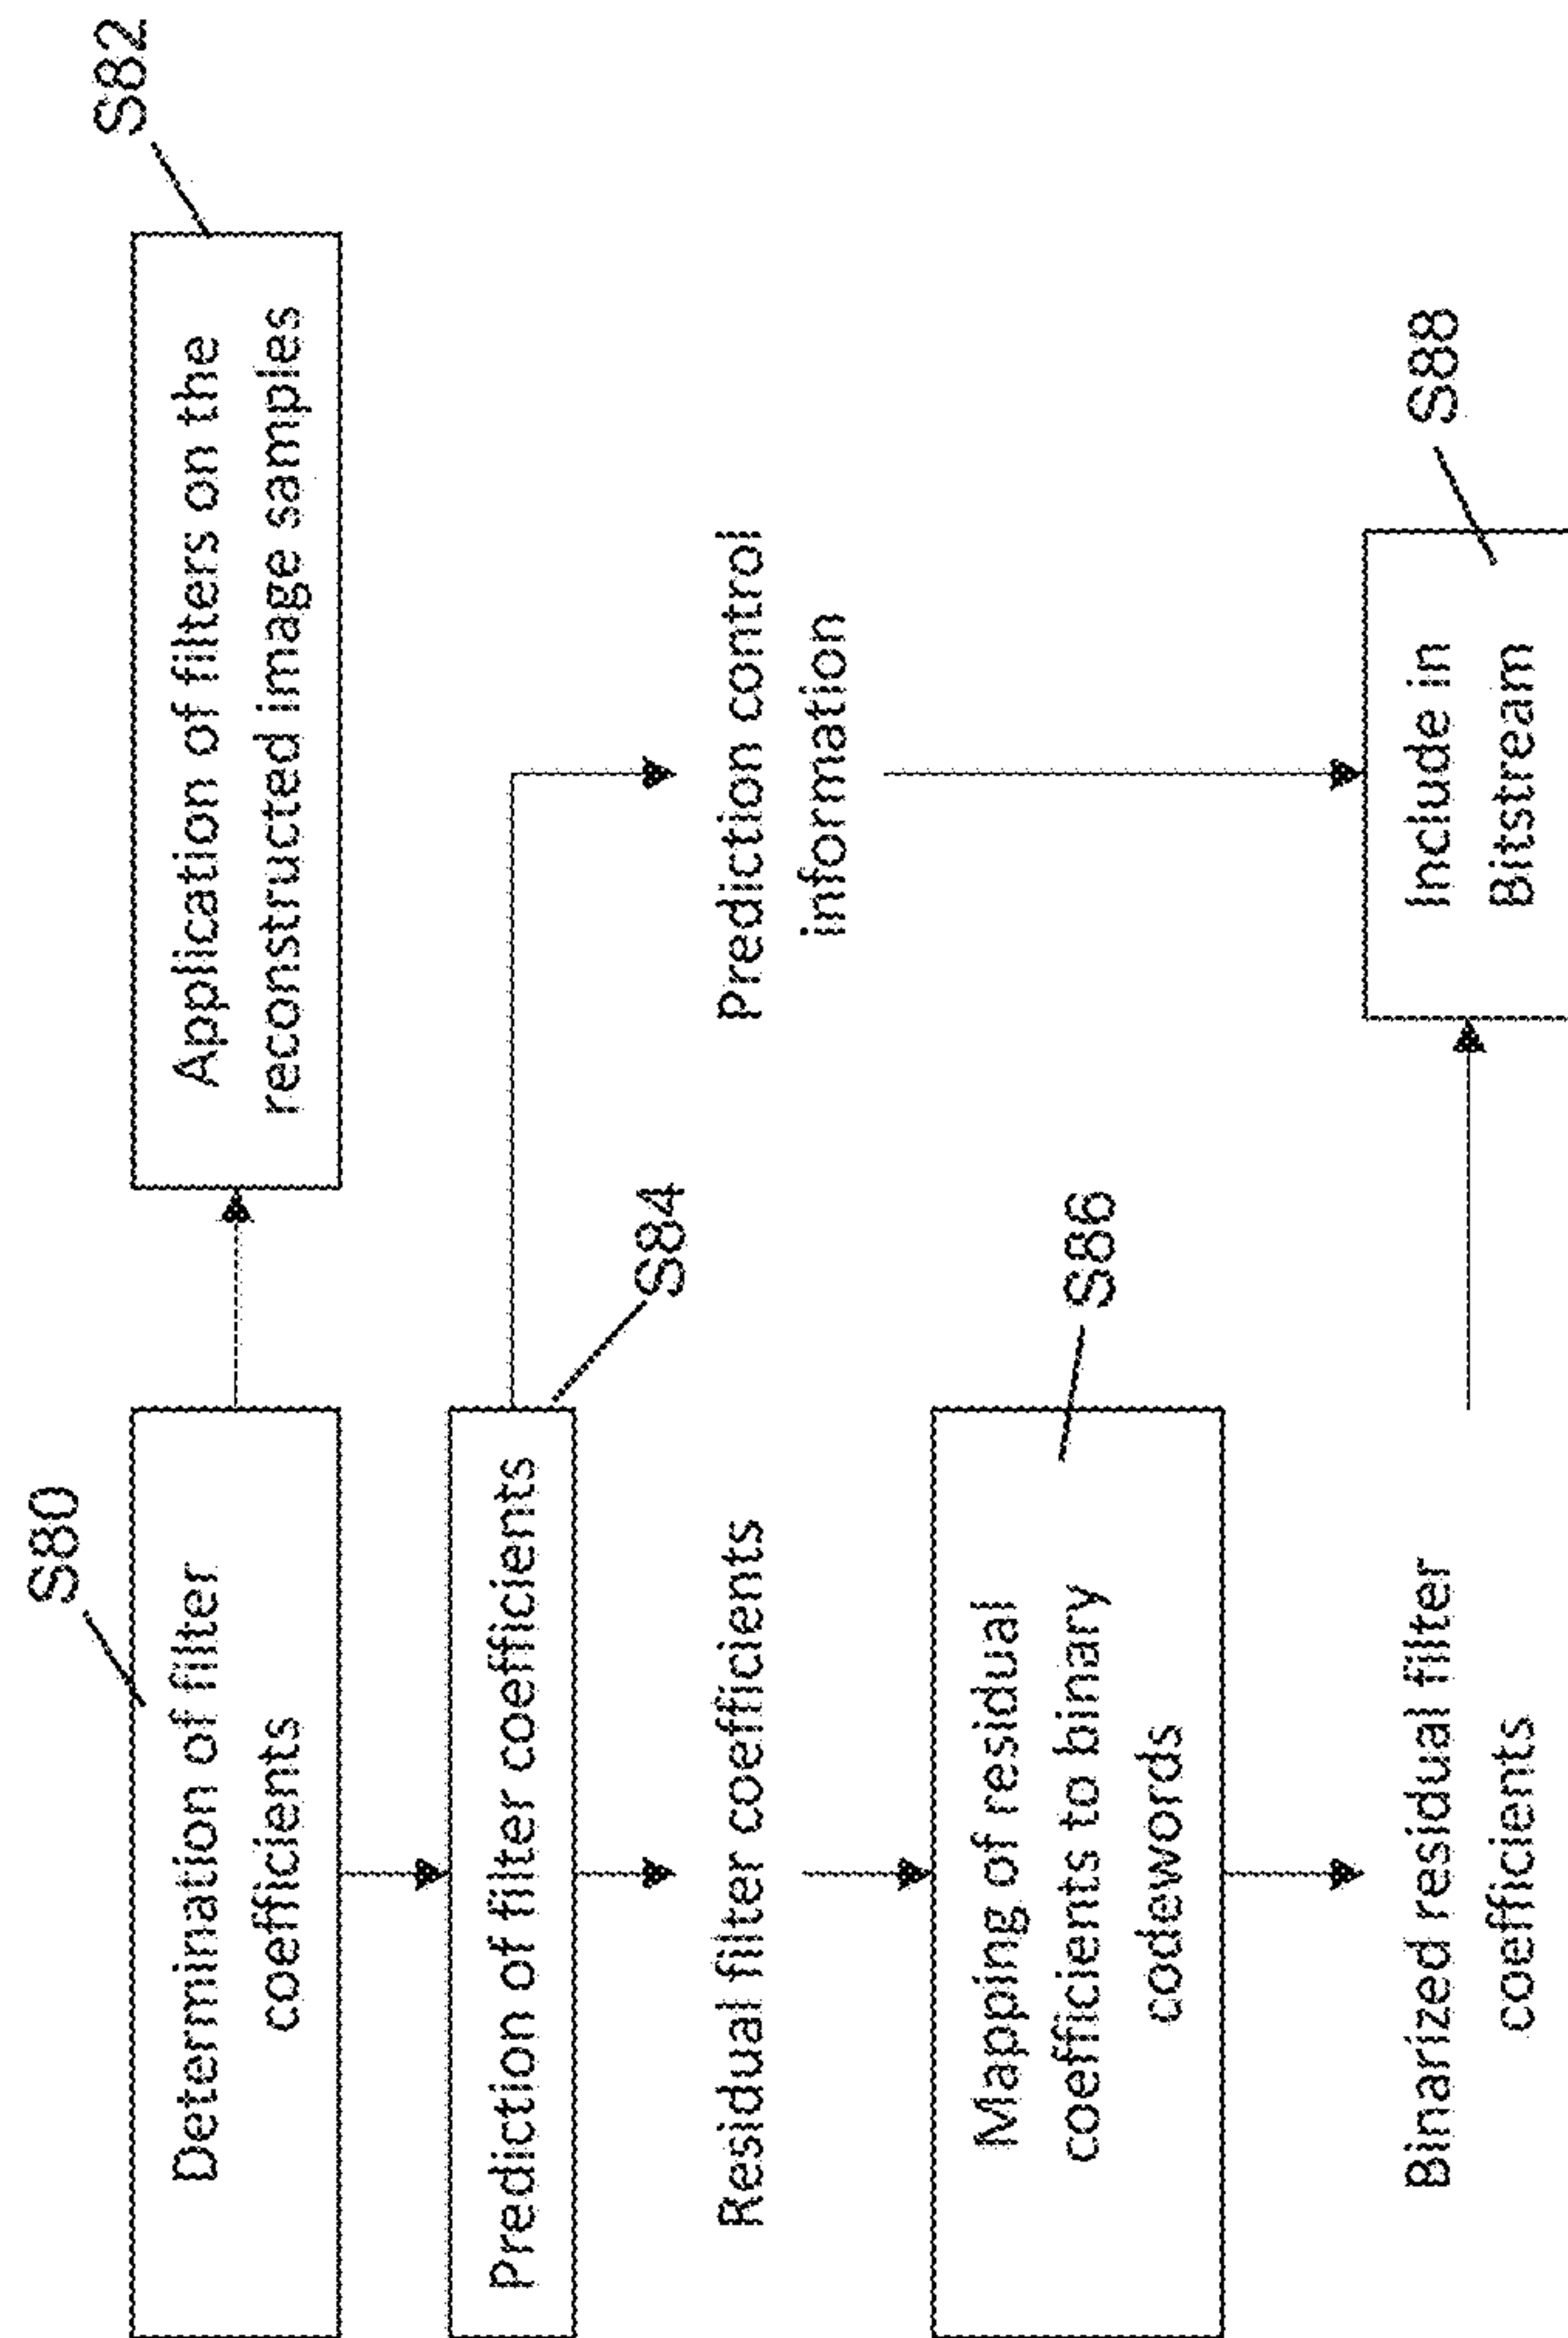 S80
Determination of filter
coefficients
S82
Application of filters on the
reconstructed image samples
Prediction of filter coefficients
S84
Residual filter coefficients
Prediction control
information
Mapping of residual
coefficients to binary
codewords
S86
Binarized residual filter
coefficients
Include in
Bitstream
S88